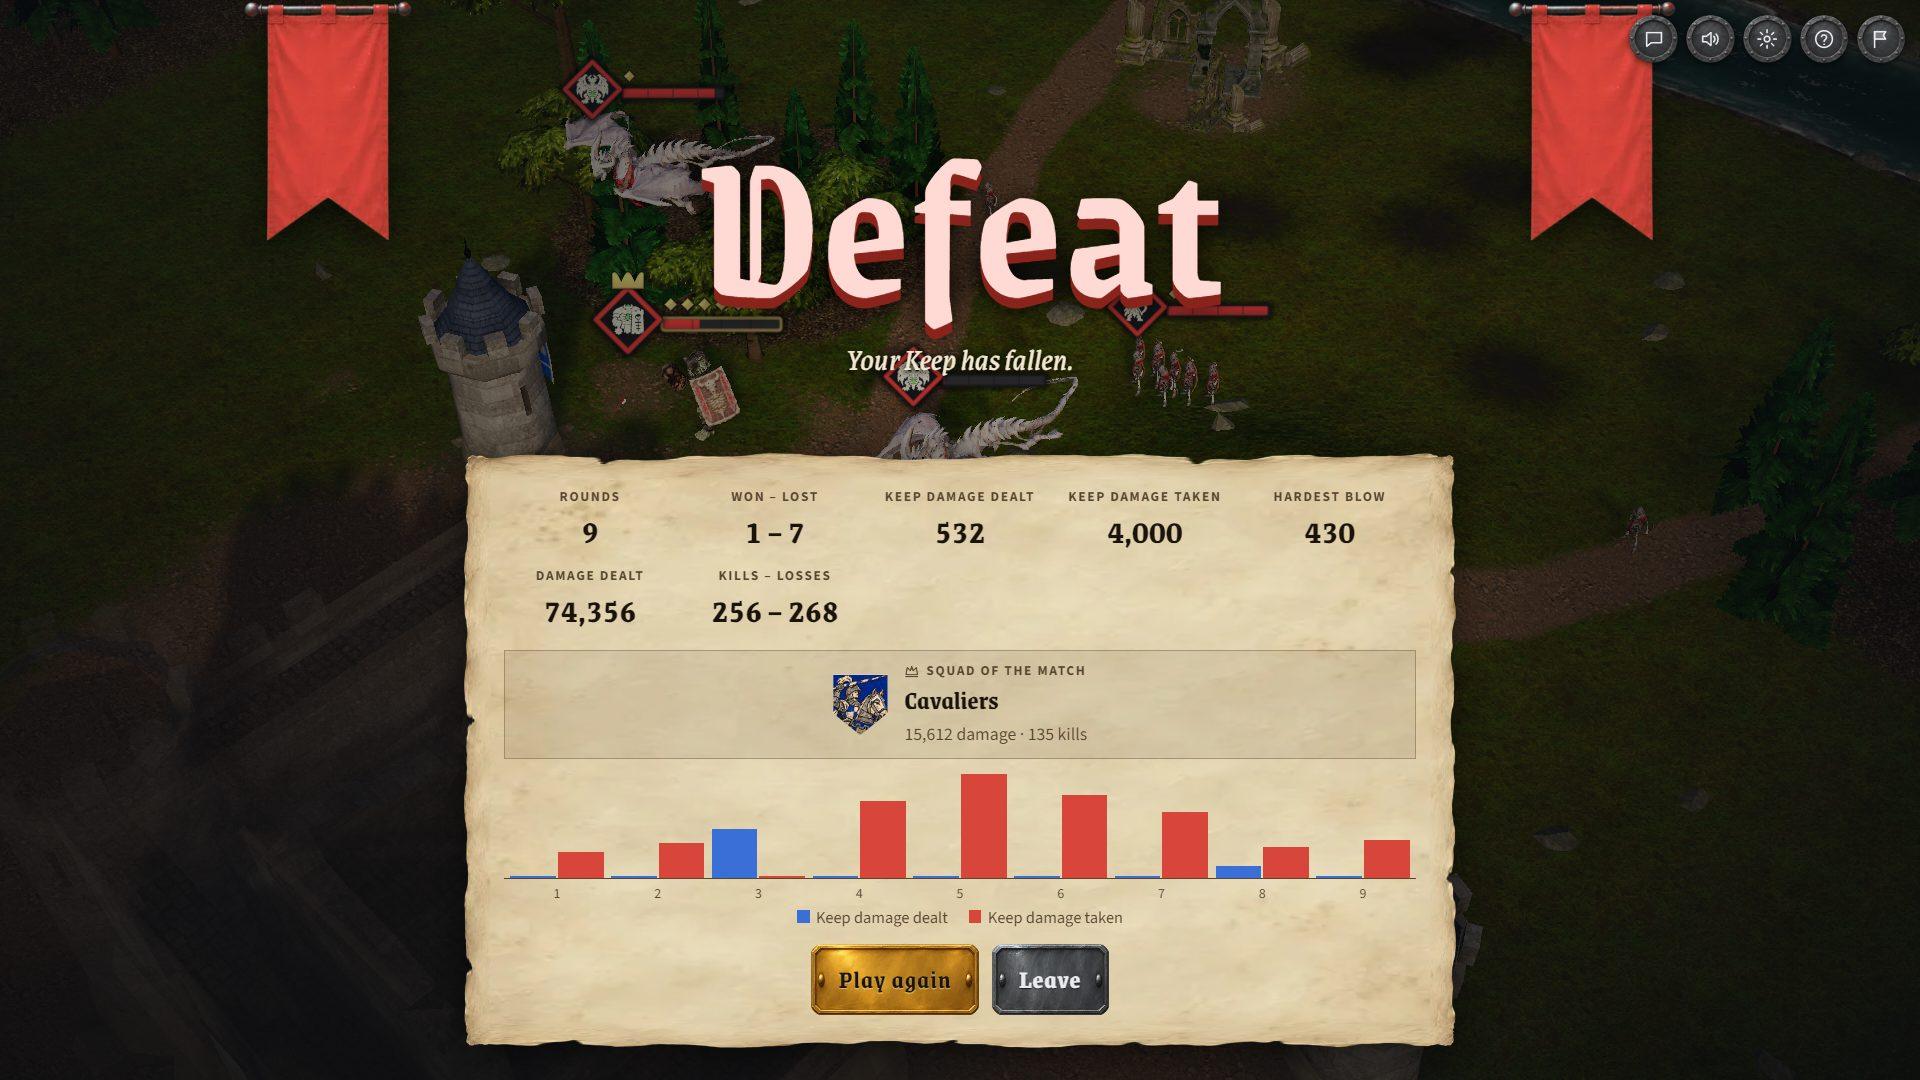 Defeat
Your Keep has fallen.
ROUNDS
9
WON – LOST
1 – 7
KEEP DAMAGE DEALT
532
KEEP DAMAGE TAKEN
4,000
HARDEST BLOW
430
DAMAGE DEALT
74,356
KILLS – LOSSES
256 – 268
SQUAD OF THE MATCH
Cavaliers
15,612 damage · 135 kills
1 2 3 4 5 6 7 8 9
Keep damage dealt Keep damage taken
Play again Leave